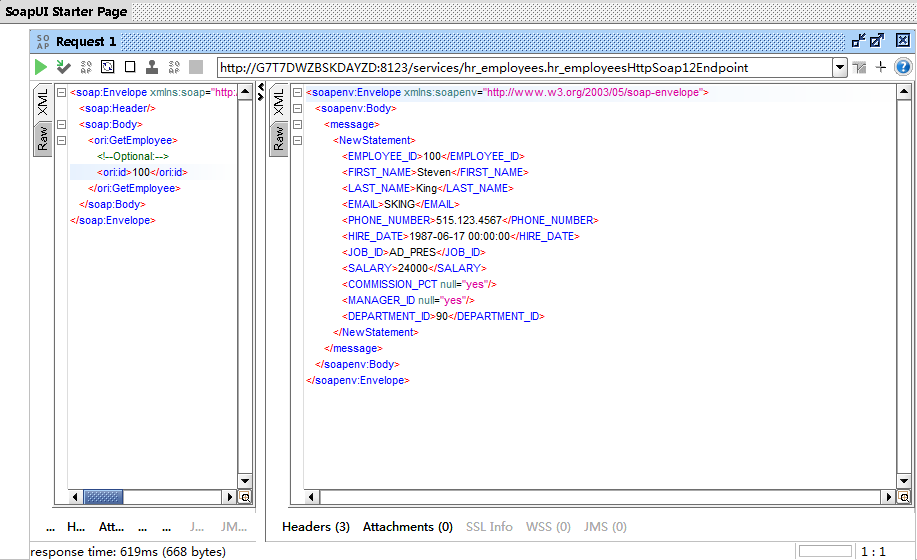 SoapUI Starter Page
SO AP Request 1
SO AP SO AP http://G7T7DWZBSKDAYZD:8123/services/hr_employees.hr_employeesHttpSoap12Endpoint
XML
Raw
<soap:Envelope xmlns:soap="http:
<soap:Header/>
<soap:Body>
<ori:GetEmployee>
<!--Optional:-->
<ori:id>100</ori:id>
</ori:GetEmployee>
</soap:Body>
</soap:Envelope>
XML
Raw
<soapenv:Envelope xmlns:soapenv="http://www.w3.org/2003/05/soap-envelope">
<soapenv:Body>
<message>
<NewStatement>
<EMPLOYEE_ID>100</EMPLOYEE_ID>
<FIRST_NAME>Steven</FIRST_NAME>
<LAST_NAME>King</LAST_NAME>
<EMAIL>SKING</EMAIL>
<PHONE_NUMBER>515.123.4567</PHONE_NUMBER>
<HIRE_DATE>1987-06-17 00:00:00</HIRE_DATE>
<JOB_ID>AD_PRES</JOB_ID>
<SALARY>24000</SALARY>
<COMMISSION_PCT null="yes"/>
<MANAGER_ID null="yes"/>
<DEPARTMENT_ID>90</DEPARTMENT_ID>
</NewStatement>
</message>
</soapenv:Body>
</soapenv:Envelope>
... H... Att... ... ... J... JM...
Headers (3) Attachments (0) SSL Info WSS (0) JMS (0)
response time: 619ms (668 bytes)
1 : 1